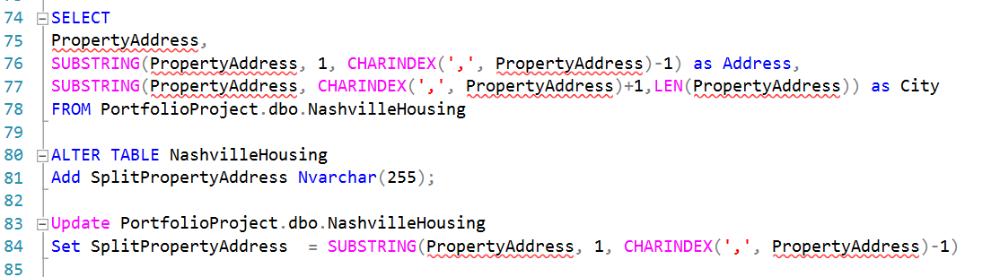 74 SELECT
75 PropertyAddress,
76 SUBSTRING(PropertyAddress, 1, CHARINDEX(',', PropertyAddress)-1) as Address,
77 SUBSTRING(PropertyAddress, CHARINDEX(',', PropertyAddress)+1,LEN(PropertyAddress)) as City
78 FROM PortfolioProject.dbo.NashvilleHousing
79
80 ALTER TABLE NashvilleHousing
81 Add SplitPropertyAddress Nvarchar(255);
82
83 Update PortfolioProject.dbo.NashvilleHousing
84 Set SplitPropertyAddress  = SUBSTRING(PropertyAddress, 1, CHARINDEX(',', PropertyAddress)-1)
85